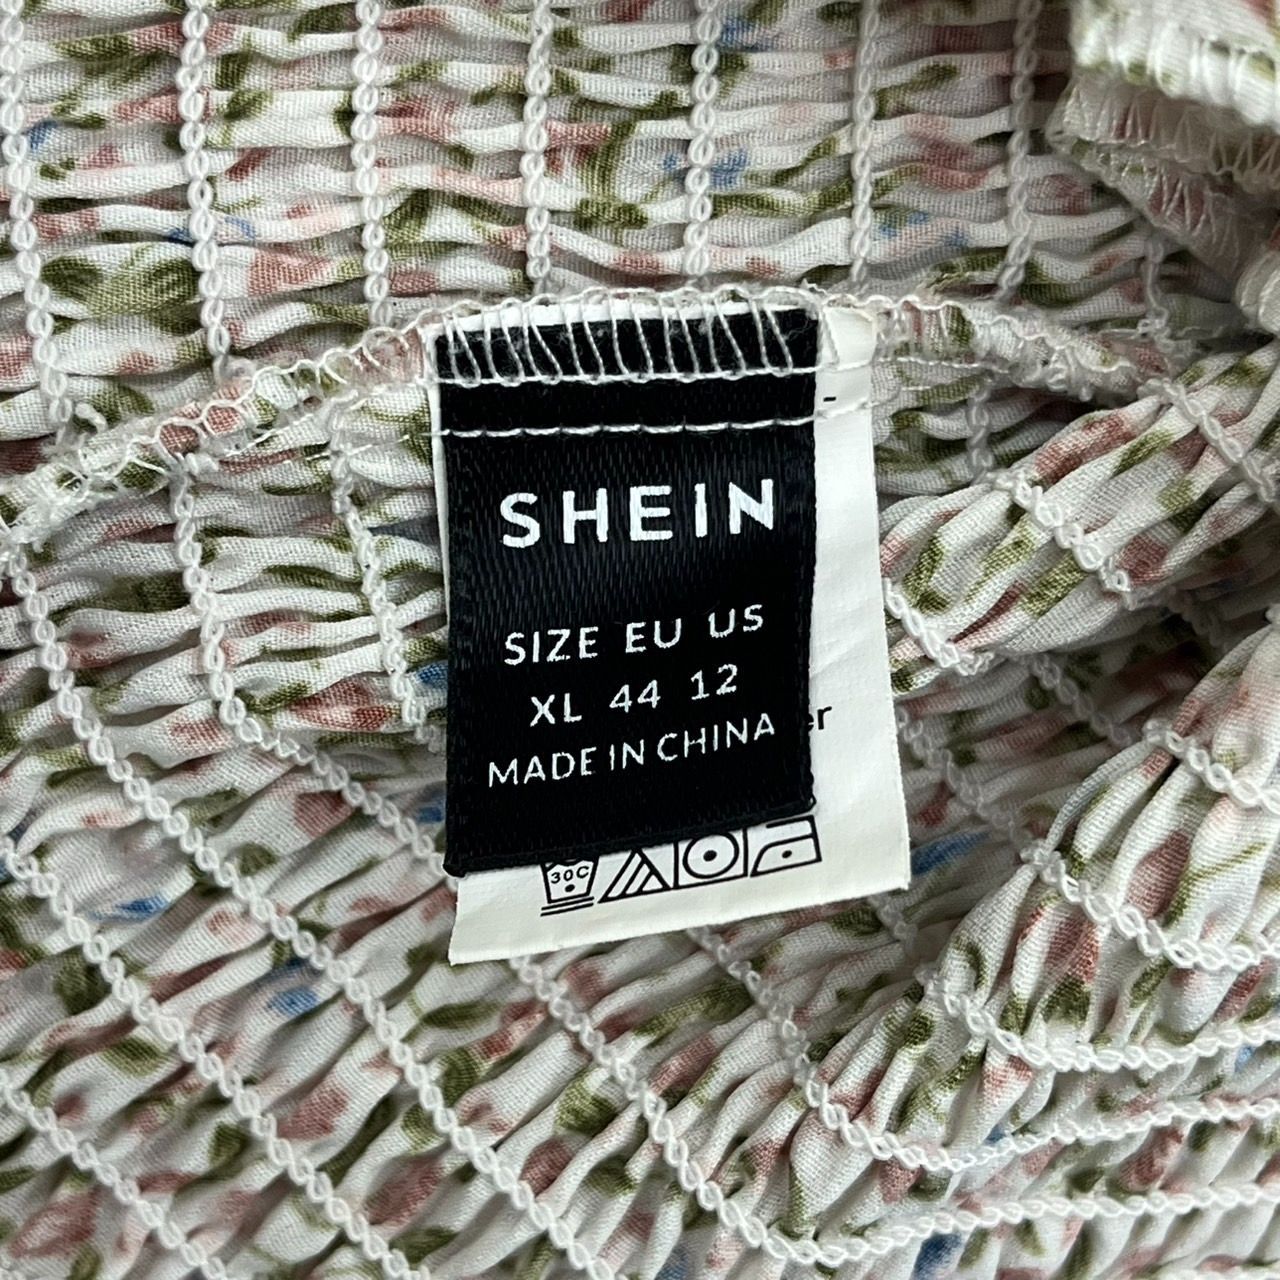 SHEIN
SIZE EU US
XL 44 12
MADE IN CHINA
30C